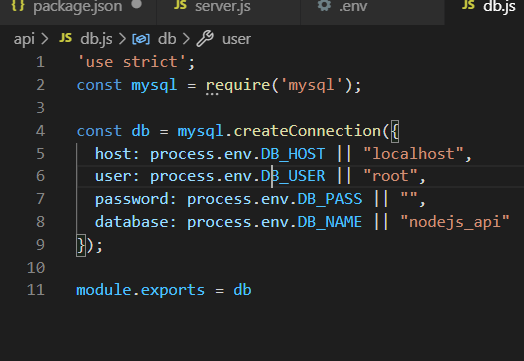 {} package.json JS server.js .env JS db.js
api > JS db.js > db > user
1 'use strict';
2 const mysql = require('mysql');
3
4 const db = mysql.createConnection({
5 host: process.env.DB_HOST || "localhost",
6 user: process.env.DB_USER || "root",
7 password: process.env.DB_PASS || "",
8 database: process.env.DB_NAME || "nodejs_api"
9 });
10
11 module.exports = db